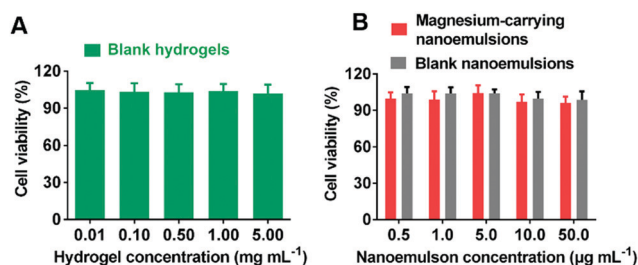 A
Blank hydrogels
Cell viability (%)
120
90
60
30
0
0.01 0.10 0.50 1.00 5.00
Hydrogel concentration (mg mL⁻¹)
B
Magnesium-carrying
nanoemulsions
Blank nanoemulsions
Cell viability (%)
120
90
60
30
0
0.5 1.0 5.0 10.0 50.0
Nanoemulson concentration (µg mL⁻¹)